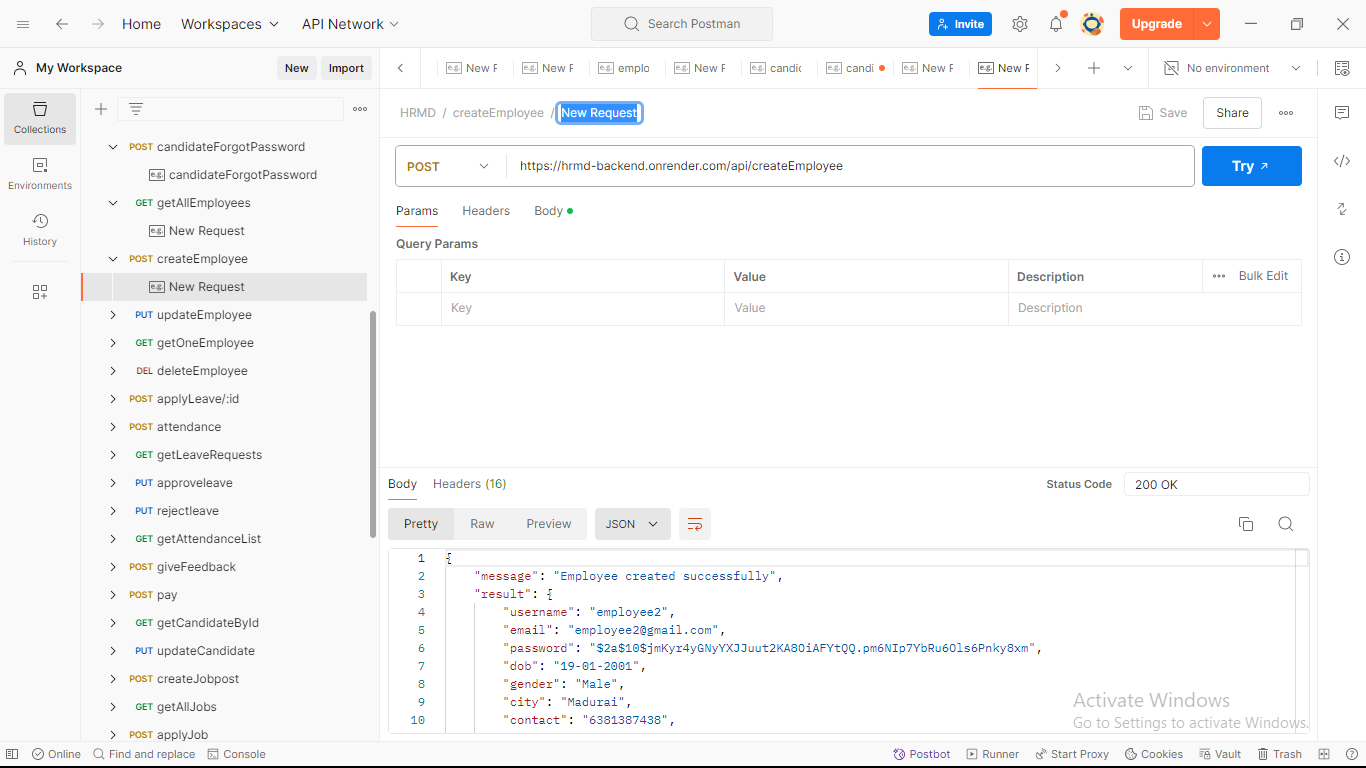 Home Workspaces API Network Search Postman Invite Upgrade
My Workspace New Import
e.g. New F e.g. New F e.g. emplo e.g. New F e.g. candic e.g. candi e.g. New F e.g. New F No environment
Collections
Environments
History
POST candidateForgotPassword
e.g. candidateForgotPassword
GET getAllEmployees
e.g. New Request
POST createEmployee
e.g. New Request
PUT updateEmployee
GET getOneEmployee
DEL deleteEmployee
POST applyLeave/:id
POST attendance
GET getLeaveRequests
PUT approveleave
PUT rejectleave
GET getAttendanceList
POST giveFeedback
POST pay
GET getCandidateById
PUT updateCandidate
POST createJobpost
GET getAllJobs
POST applyJob
HRMD / createEmployee / New Request Save Share
POST https://hrmd-backend.onrender.com/api/createEmployee Try
Params Headers Body
Query Params
Key Value Description Bulk Edit
Key Value Description
Body Headers (16) Status Code 200 OK
Pretty Raw Preview JSON
1 {
2 "message": "Employee created successfully",
3 "result": {
4 "username": "employee2",
5 "email": "employee2@gmail.com",
6 "password": "$2a$10$jmKyr4yGNyYXJJuut2KA8OiAFYtQQ.pm6NIp7YbRu6Ols6Pnky8xm",
7 "dob": "19-01-2001",
8 "gender": "Male",
9 "city": "Madurai",
10 "contact": "6381387438",
Activate Windows
Go to Settings to activate Windows.
Online Find and replace Console Postbot Runner Start Proxy Cookies Vault Trash